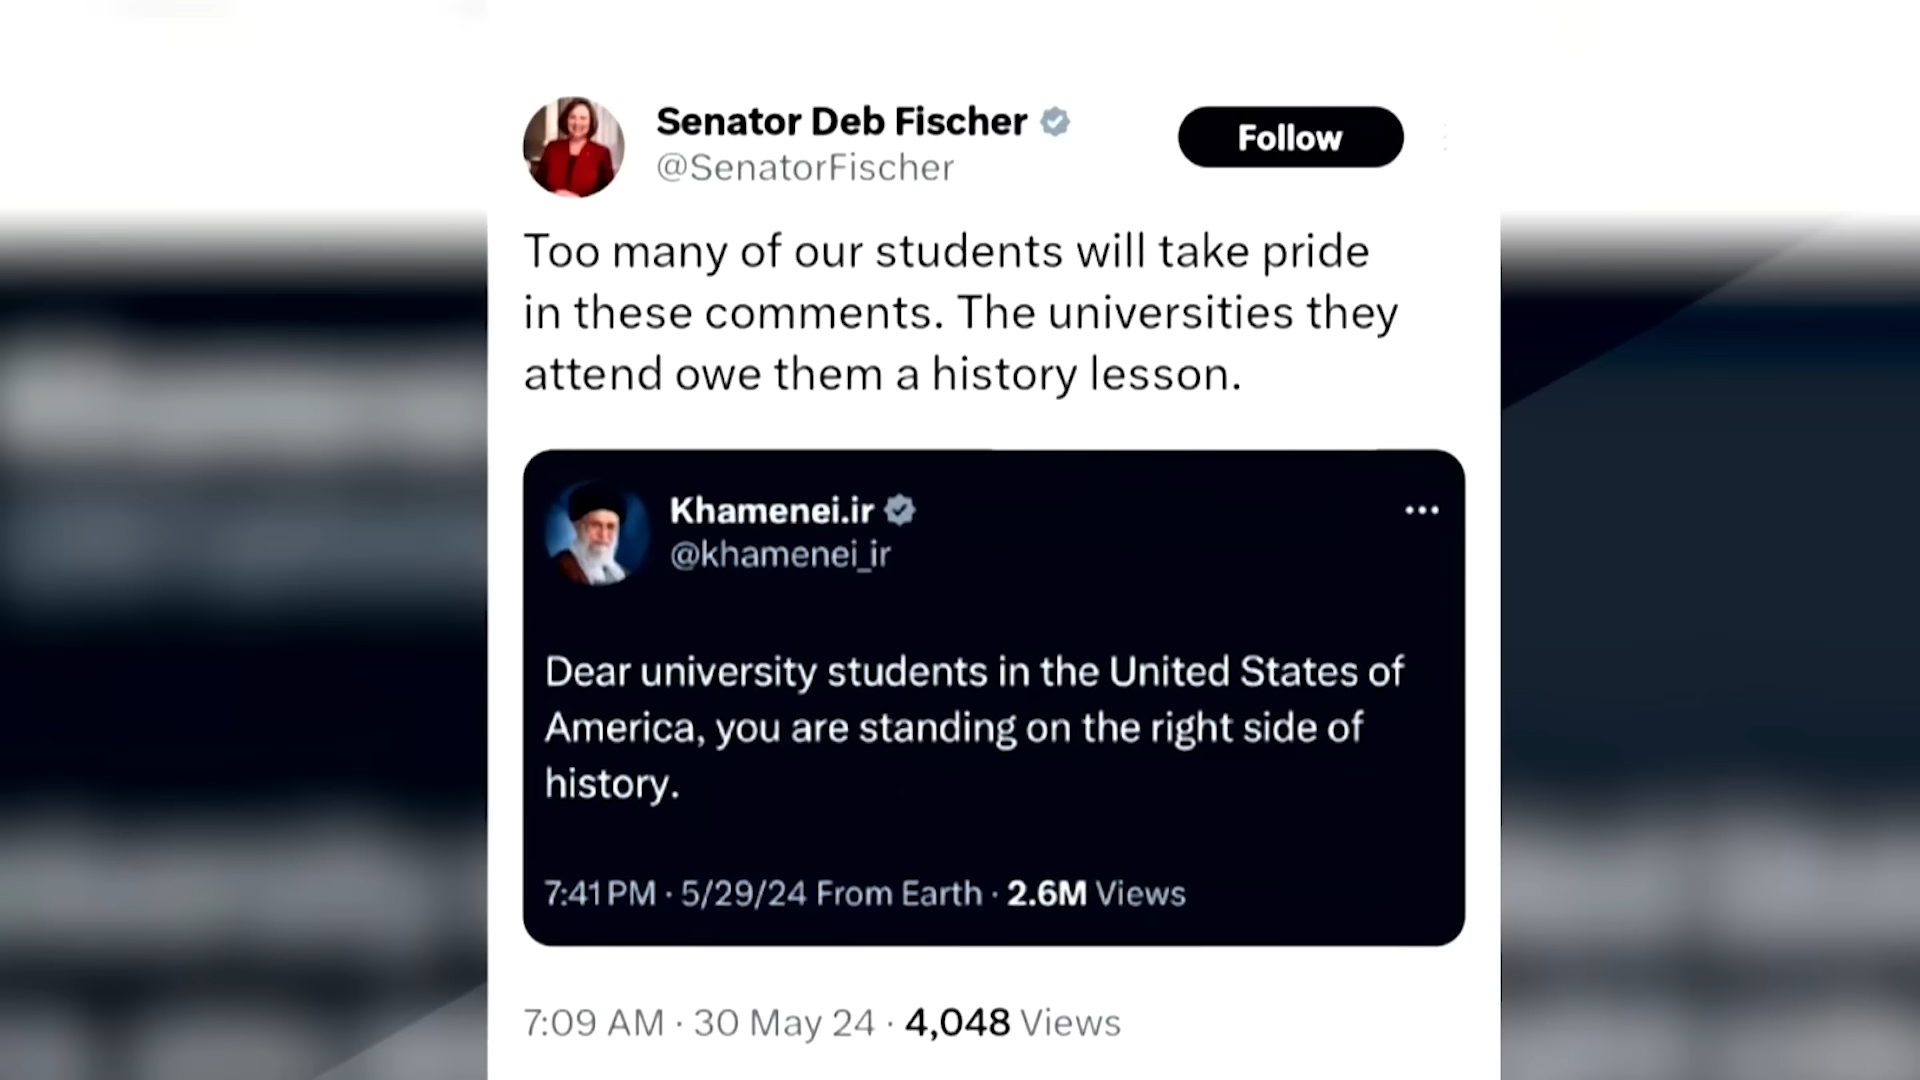 Senator Deb Fischer
@SenatorFischer
Follow
Too many of our students will take pride
in these comments. The universities they
attend owe them a history lesson.
Khamenei.ir
@khamenei_ir
Dear university students in the United States of
America, you are standing on the right side of
history.
7:41 PM · 5/29/24 From Earth · 2.6M Views
7:09 AM · 30 May 24 · 4,048 Views